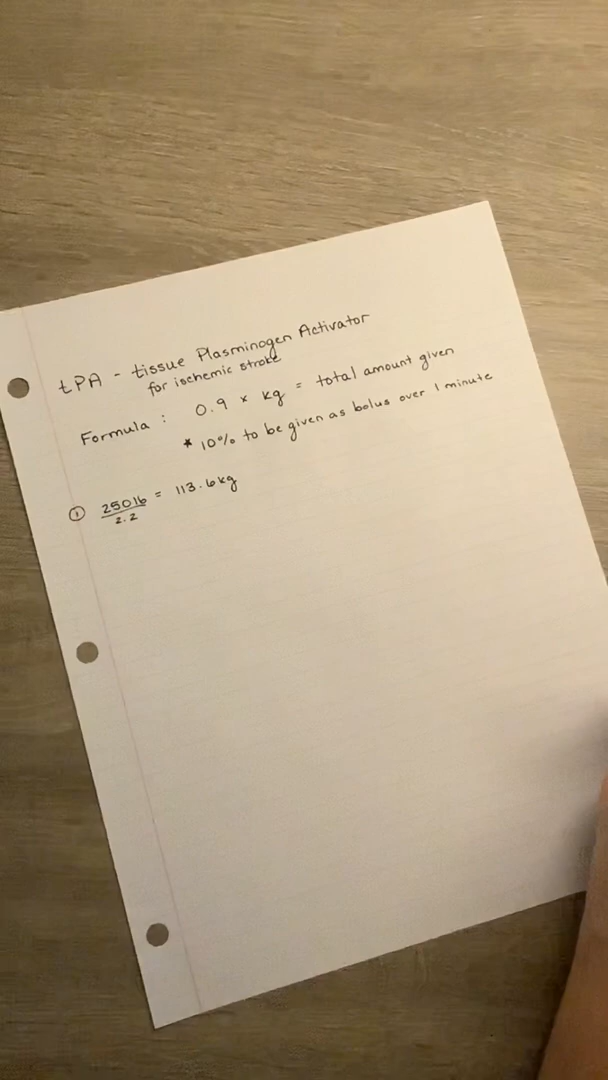 tPA - tissue Plasminogen Activator
for ischemic stroke
Formula : 0.9 x kg = total amount given
* 10% to be given as bolus over 1 minute
① 250lb = 113.6kg
2.2